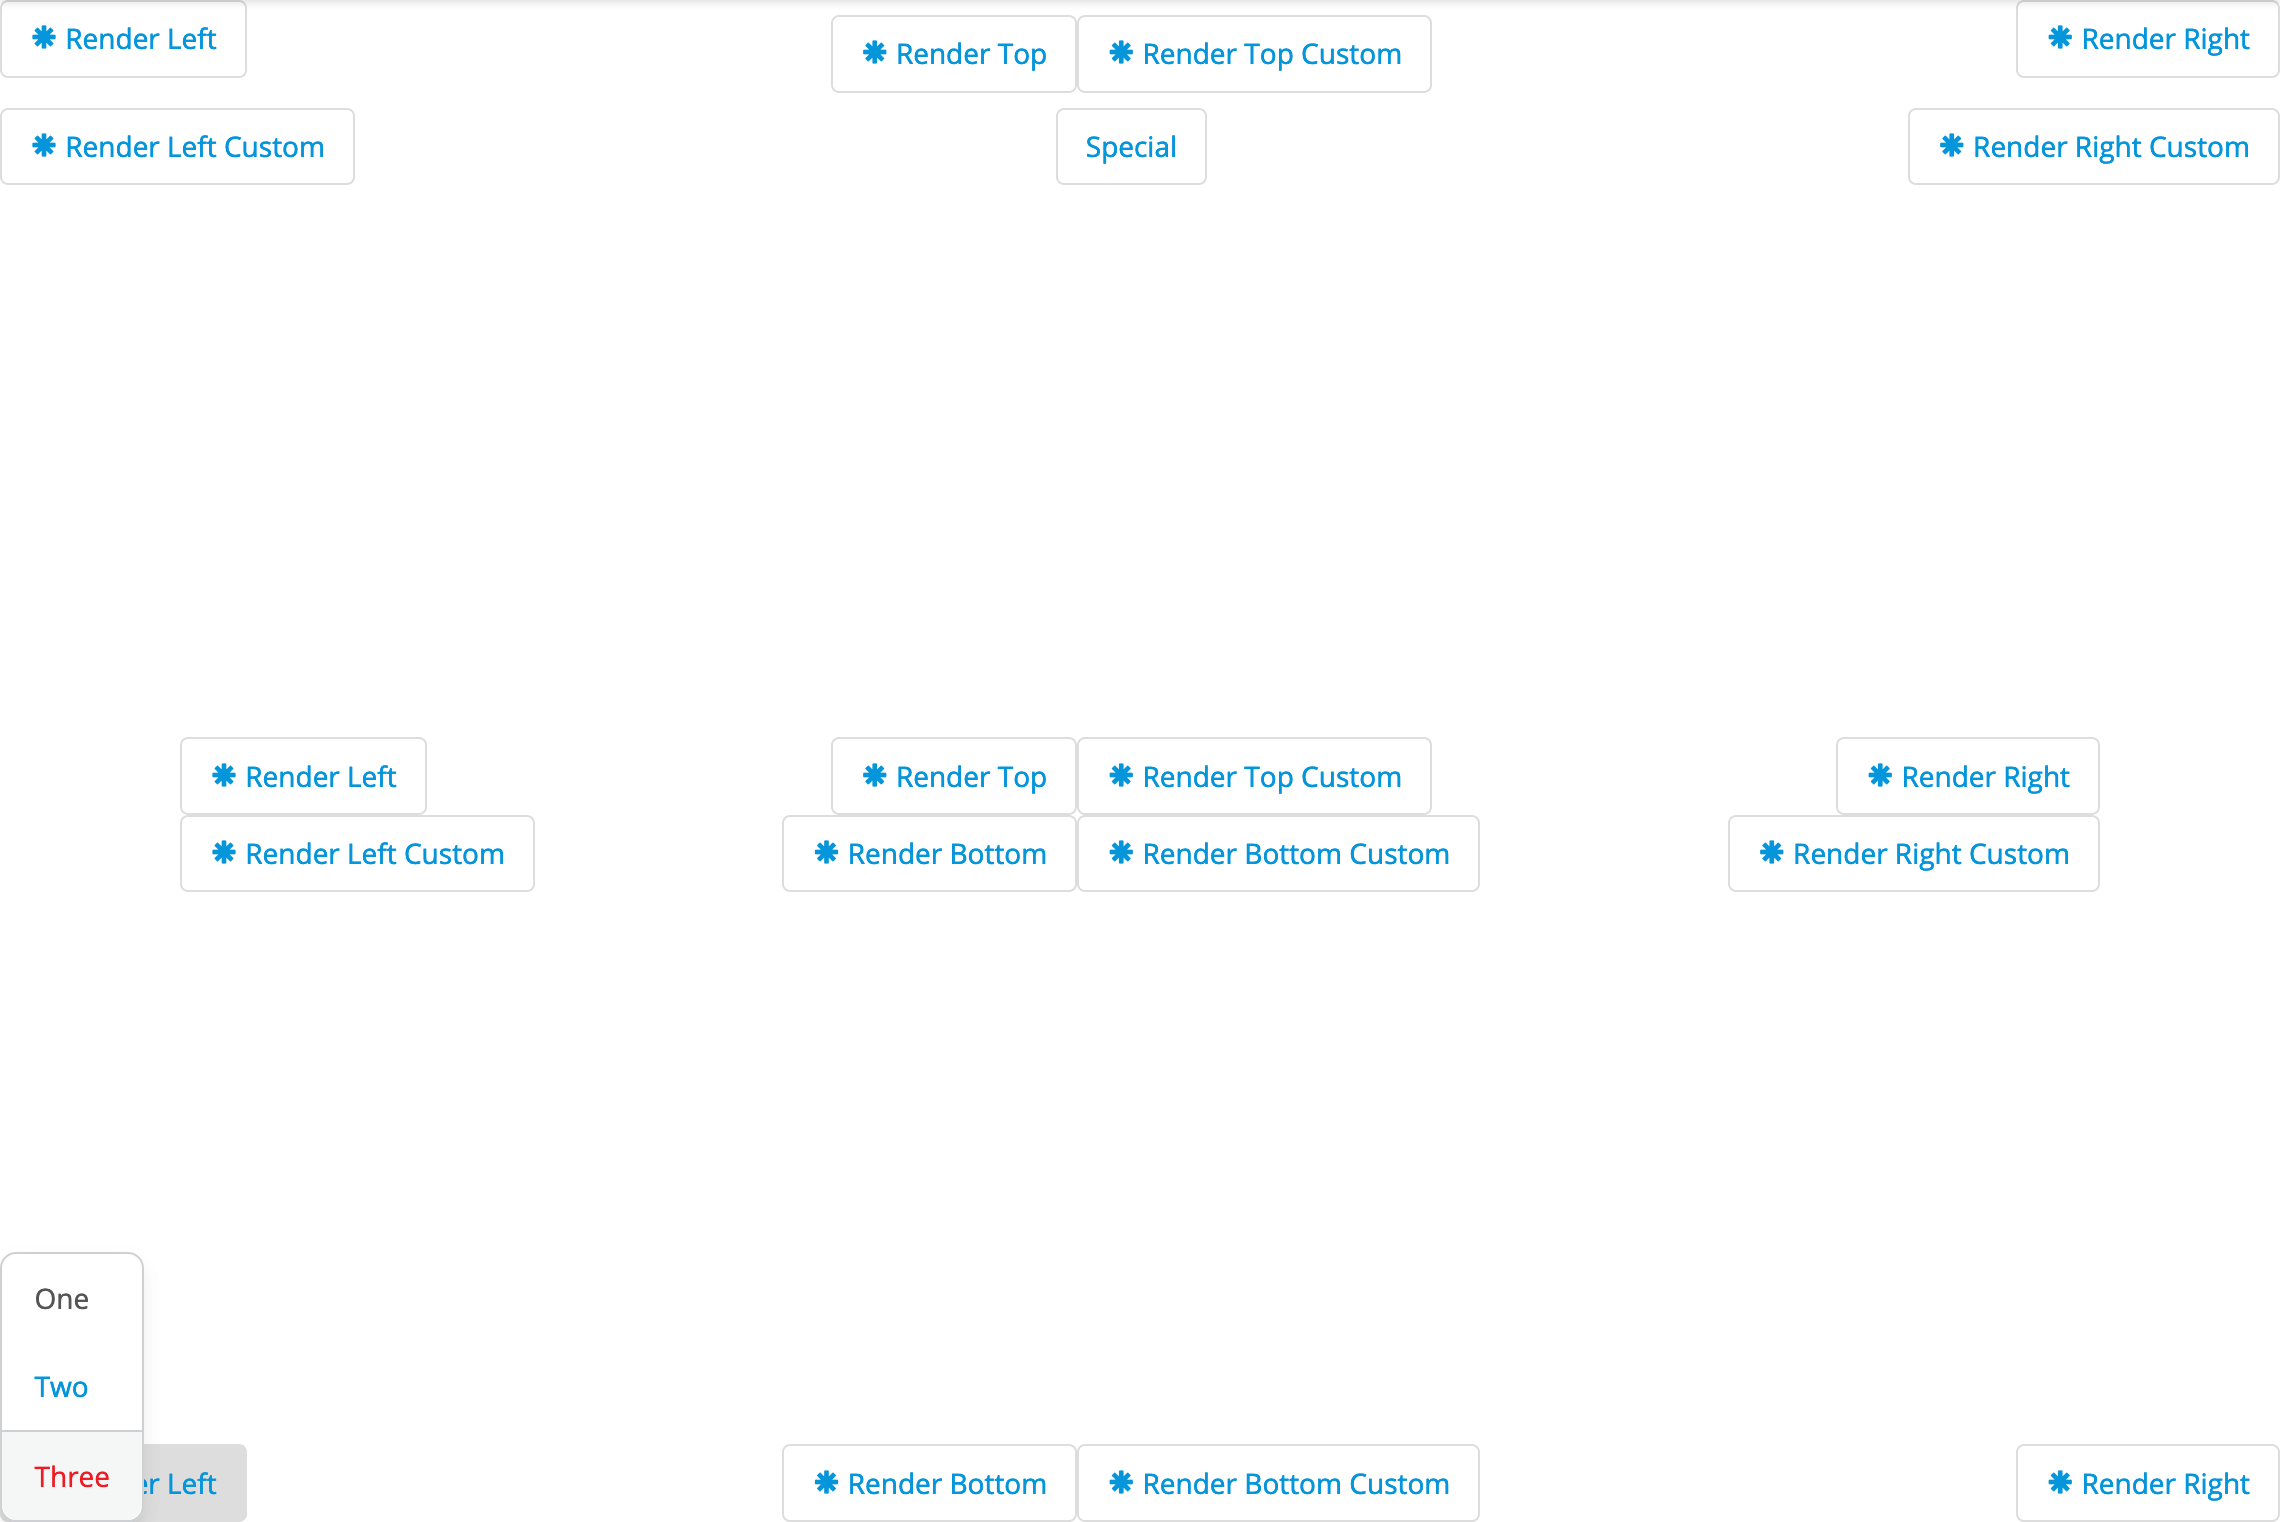 Render Left
Render Top
Render Top Custom
Render Right
Render Left Custom
Special
Render Right Custom
Render Left
Render Top
Render Top Custom
Render Right
Render Left Custom
Render Bottom
Render Bottom Custom
Render Right Custom
One
Two
Three
er Left
Render Bottom
Render Bottom Custom
Render Right